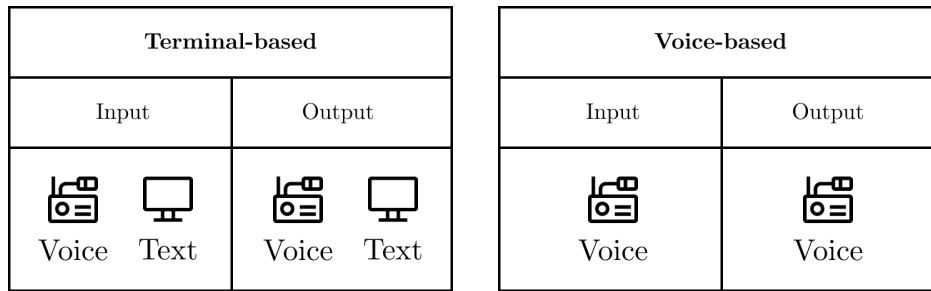 Terminal-based
Input Output
Voice Text Voice Text
Voice-based
Input Output
Voice Voice